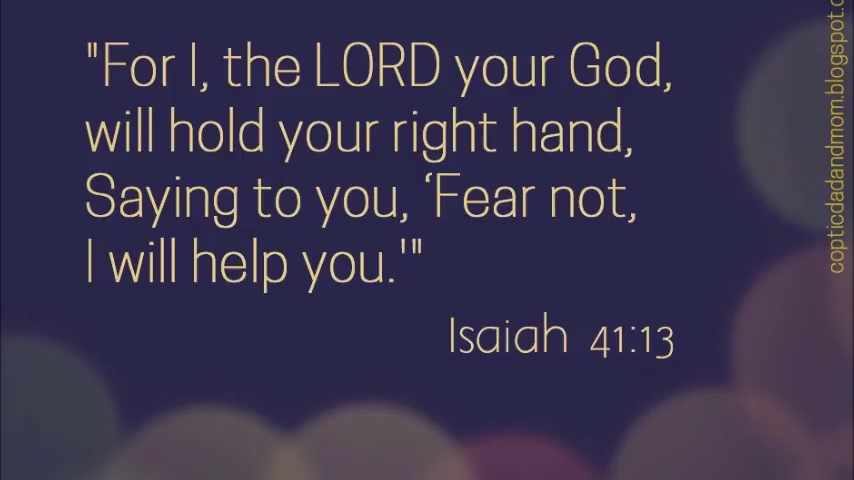 "For I, the LORD your God,
will hold your right hand,
Saying to you, ‘Fear not,
I will help you.'"
Isaiah 41:13
copticdadandmom.blogspot.c